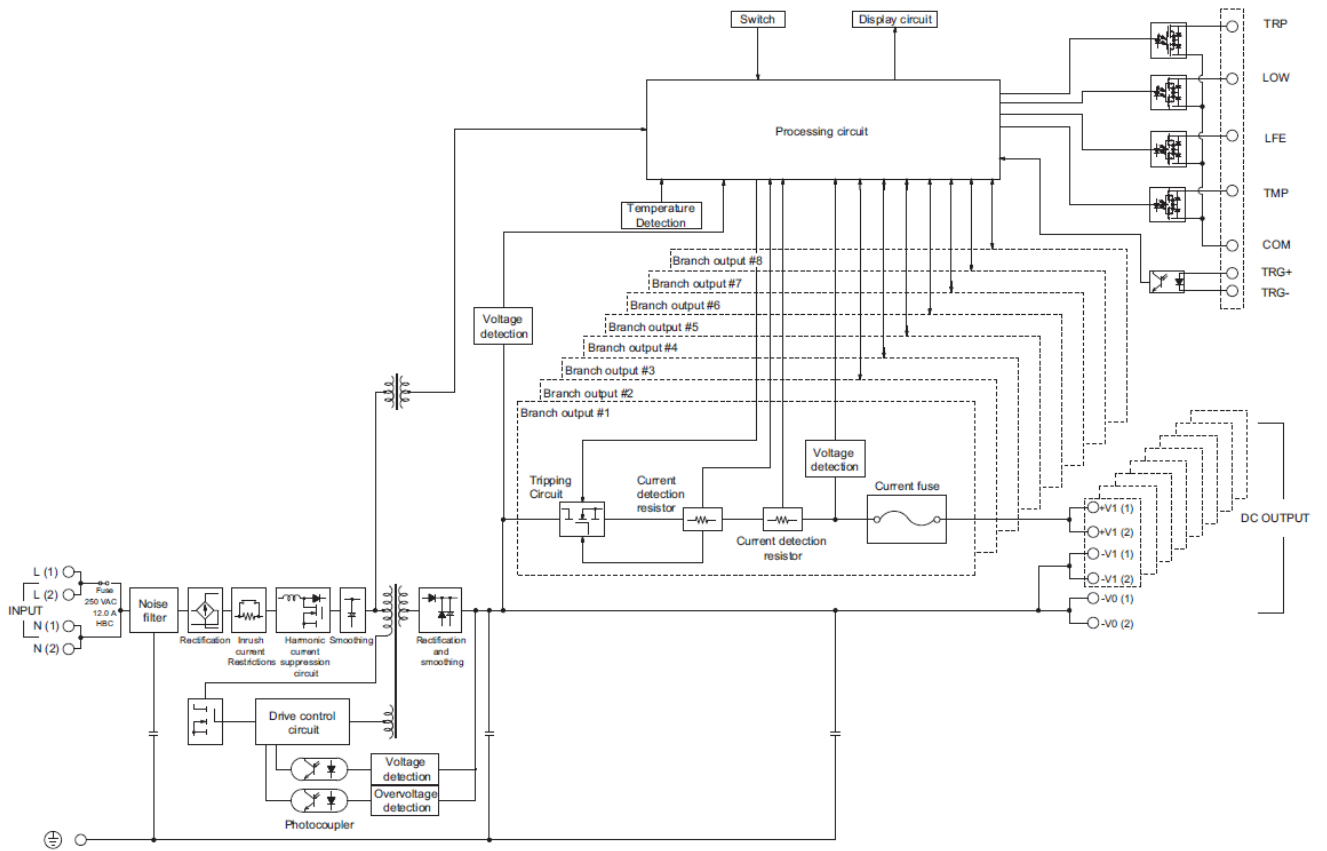 Switch
Display circuit
TRP
LOW
Processing circuit
LFE
TMP
Temperature
Detection
COM
TRG+
TRG-
Branch output #8
Branch output #7
Branch output #6
Branch output #5
Branch output #4
Branch output #3
Branch output #2
Branch output #1
Voltage
detection
Voltage
detection
Tripping
Circuit
Current
detection
resistor
Current fuse
Current detection
resistor
+V1 (1)
+V1 (2)
-V1 (1)
-V1 (2)
-V0 (1)
-V0 (2)
DC OUTPUT
L (1)
L (2)
INPUT
N (1)
N (2)
Fuse
250 VAC
12.0 A
HBC
Noise
filter
Rectification
Inrush
current
Restrictions
Harmonic
current
suppression
circuit
Smoothing
Rectification
and
smoothing
Drive control
circuit
Voltage
detection
Overvoltage
detection
Photocoupler